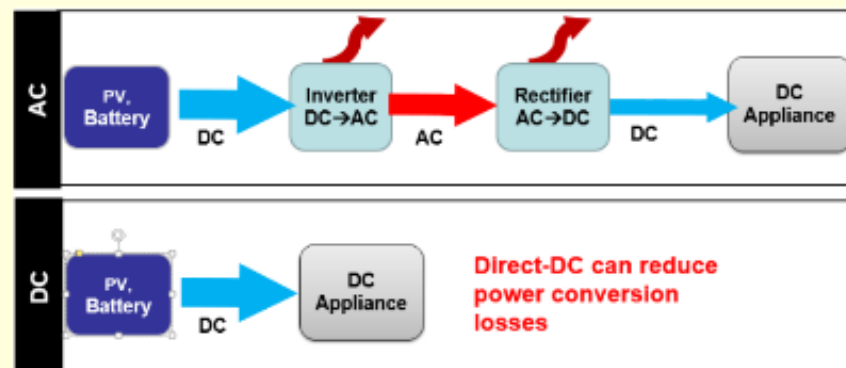 AC
PV,
Battery
DC
Inverter
DC→AC
AC
Rectifier
AC→DC
DC
DC
Appliance
DC
PV,
Battery
DC
DC
Appliance
Direct-DC can reduce
power conversion
losses